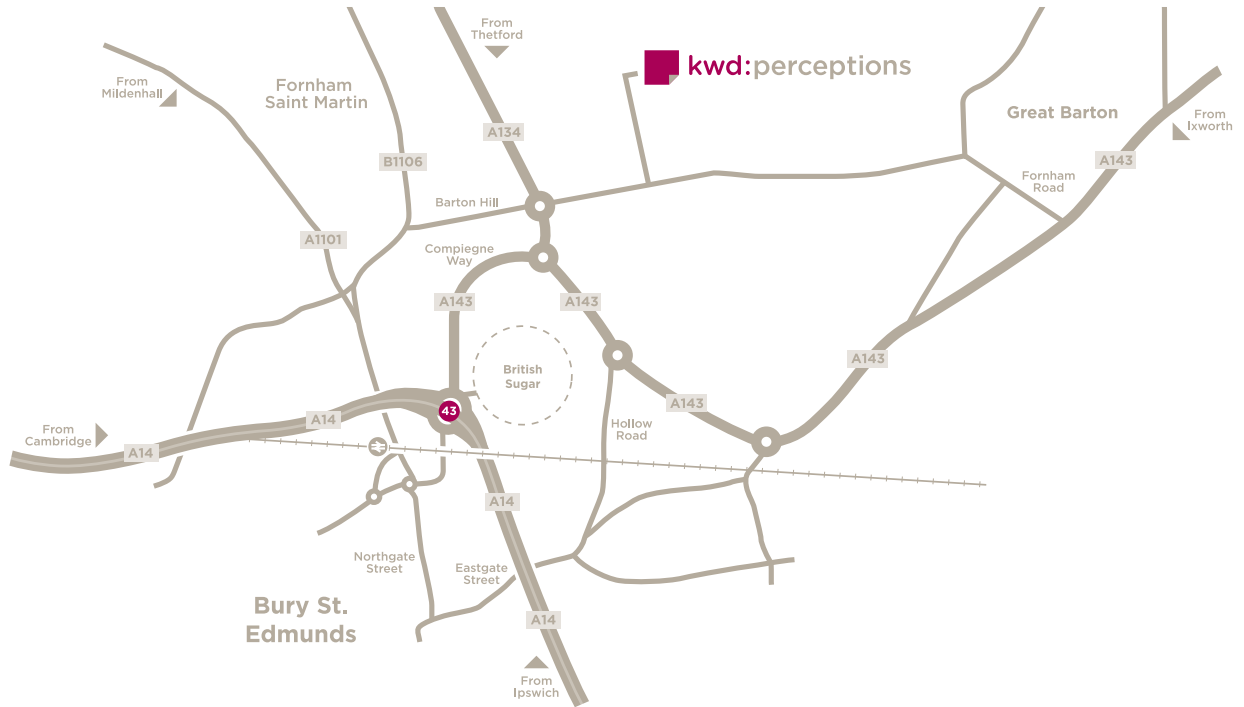 From
Thetford
kwd:perceptions
From
Mildenhall
Fornham
Saint Martin
Great Barton
From
Ixworth
A134
B1106
A143
Fornham
Road
Barton Hill
A1101
Compiegne
Way
A143
A143
British
Sugar
A143
A143
43
A14
From
Cambridge
A14
Hollow
Road
A14
Northgate
Street
Eastgate
Street
Bury St.
Edmunds
A14
From
Ipswich